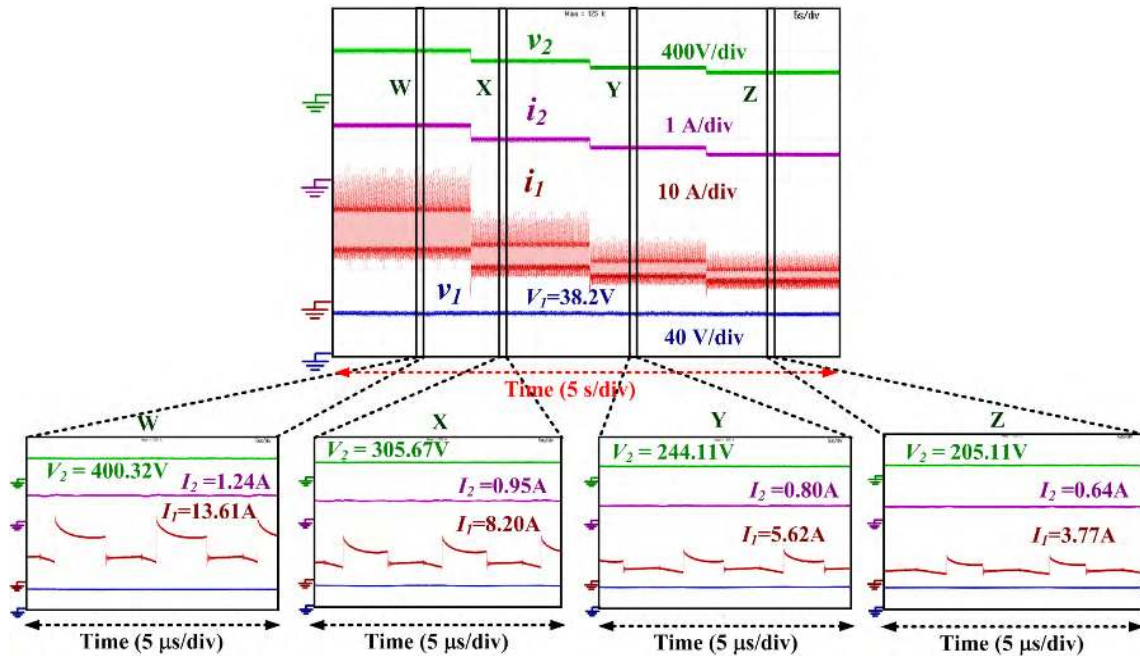 5s/div
v2
400V/div
W
X
Y
Z
i2
1 A/div
i1
10 A/div
v1
V1=38.2V
40 V/div
Time (5 s/div)
W
X
Y
Z
V2 = 400.32V
I2 = 1.24A
I1=13.61A
V2 = 305.67V
I2 = 0.95A
I1=8.20A
V2 = 244.11V
I2 = 0.80A
I1=5.62A
V2 = 205.11V
I2 = 0.64A
I1=3.77A
Time (5 μs/div)
Time (5 μs/div)
Time (5 μs/div)
Time (5 μs/div)